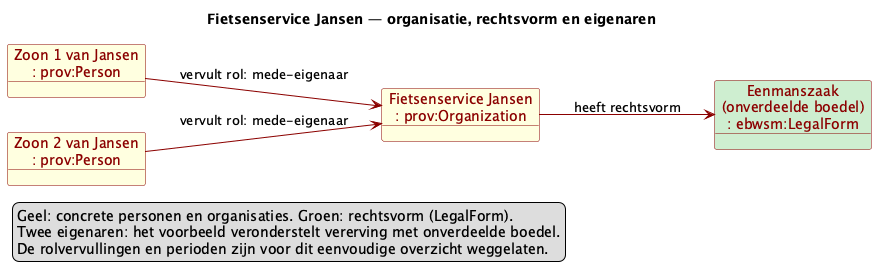 Fietsenservice Jansen — organisatie, rechtsvorm en eigenaren
Zoon 1 van Jansen
: prov:Person
vervult rol: mede-eigenaar
Zoon 2 van Jansen
: prov:Person
vervult rol: mede-eigenaar
Fietsenservice Jansen
: prov:Organization
heeft rechtsvorm
Eenmanszaak
(onverdeelde boedel)
: ebwsm:LegalForm
Geel: concrete personen en organisaties. Groen: rechtsvorm (LegalForm).
Twee eigenaren: het voorbeeld veronderstelt vererving met onverdeelde boedel.
De rolvervullingen en perioden zijn voor dit eenvoudige overzicht weggelaten.